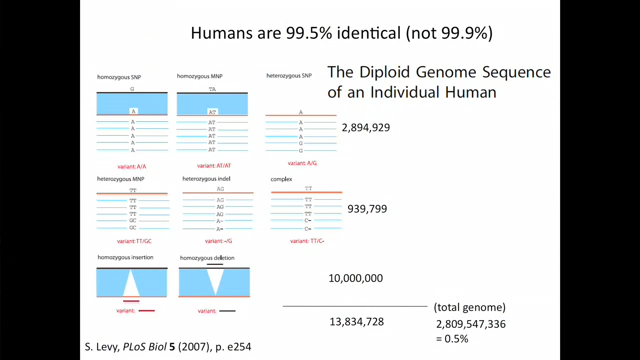 Humans are 99.5% identical (not 99.9%)
The Diploid Genome Sequence
of an Individual Human
homozygous SNP
homozygous MNP
heterozygous SNP
G
TA
A
A
AT
A
A
A
A
A
AT
AT
AT
AT
AT
A
A
A
G
G
2,894,929
variant: A/A
variant: AT/AT
variant: A/G
heterozygous MNP
heterozygous indel
complex
TT
AG
TT
TT
TT
TT
GC
GC
AG
AG
AG
A-
A-
TT
TT
TT
C-
C-
939,799
variant: TT/GC
variant: -/G
variant: TT/C-
homozygous insertion
homozygous deletion
10,000,000
variant:
variant:
13,834,728
(total genome)
2,809,547,336
= 0.5%
S. Levy, PLoS Biol 5 (2007), p. e254